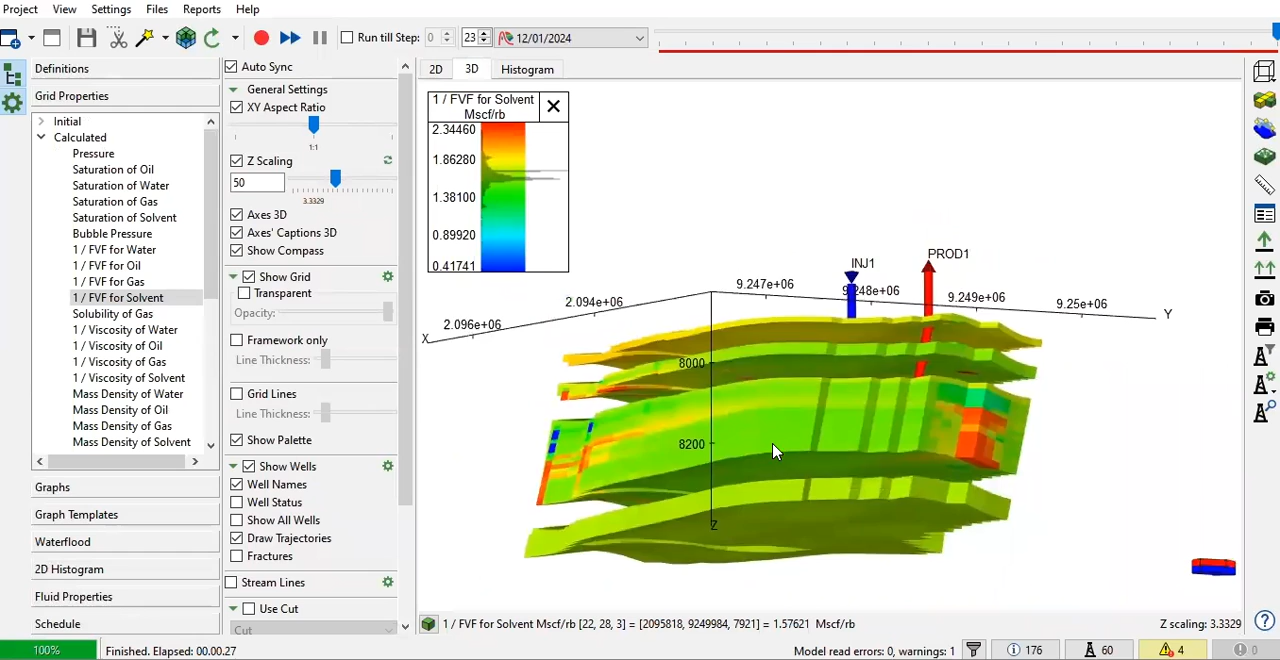 Project View Settings Files Reports Help
Run till Step: 0 23 12/01/2024
Definitions
Grid Properties
Initial
Calculated
Pressure
Saturation of Oil
Saturation of Water
Saturation of Gas
Saturation of Solvent
Bubble Pressure
1 / FVF for Water
1 / FVF for Oil
1 / FVF for Gas
1 / FVF for Solvent
Solubility of Gas
1 / Viscosity of Water
1 / Viscosity of Oil
1 / Viscosity of Gas
1 / Viscosity of Solvent
Mass Density of Water
Mass Density of Oil
Mass Density of Gas
Mass Density of Solvent
Graphs
Graph Templates
Waterflood
2D Histogram
Fluid Properties
Schedule
Auto Sync
General Settings
XY Aspect Ratio
1:1
Z Scaling
50
3.3329
Axes 3D
Axes' Captions 3D
Show Compass
Show Grid
Transparent
Opacity:
Framework only
Line Thickness:
Grid Lines
Line Thickness:
Show Palette
Show Wells
Well Names
Well Status
Show All Wells
Draw Trajectories
Fractures
Stream Lines
Use Cut
Cut
2D 3D Histogram
1 / FVF for Solvent
Mscf/rb
2.34460
1.86280
1.38100
0.89920
0.41741
INJ1
PROD1
9.247e+06
9.248e+06
9.249e+06
9.25e+06
Y
2.094e+06
2.096e+06
X
8000
8200
Z
1 / FVF for Solvent Mscf/rb [22, 28, 3] = [2095818, 9249984, 7921] = 1.57621 Mscf/rb
Z scaling: 3.3329
100% Finished. Elapsed: 00.00.27
Model read errors: 0, warnings: 1
176
60
4
0